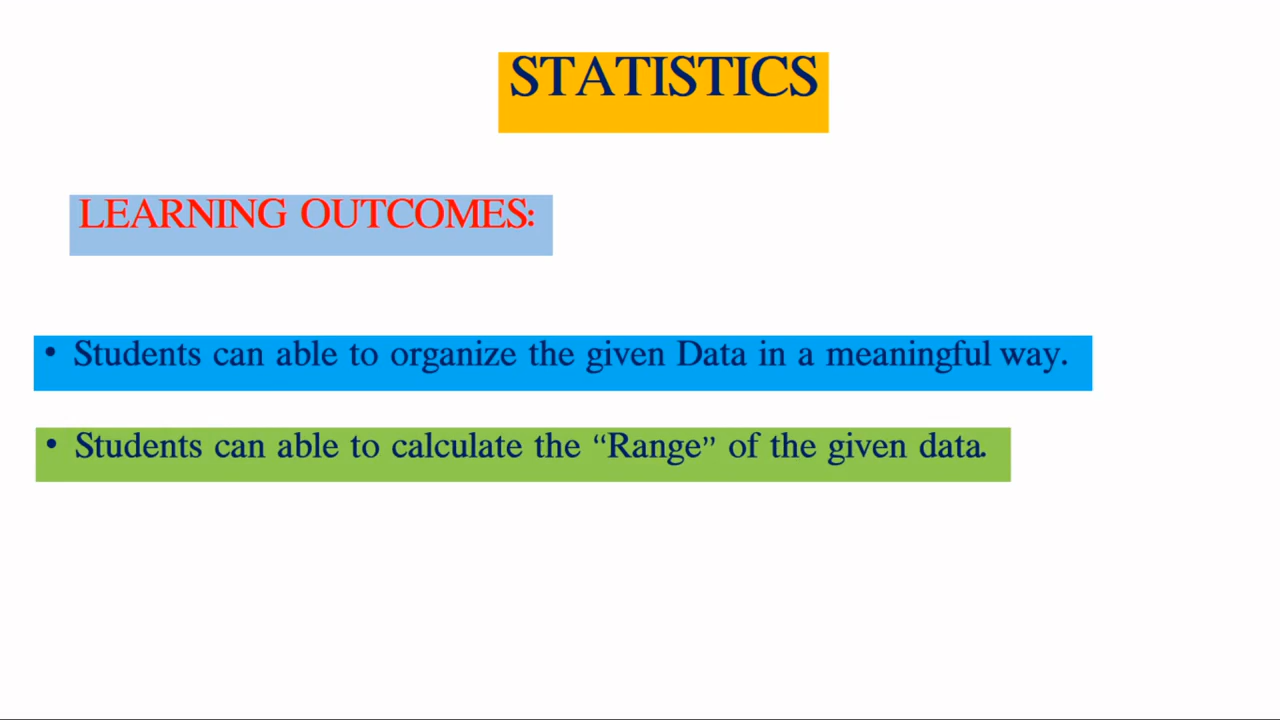 STATISTICS
LEARNING OUTCOMES:
• Students can able to organize the given Data in a meaningful way.
• Students can able to calculate the “Range” of the given data.